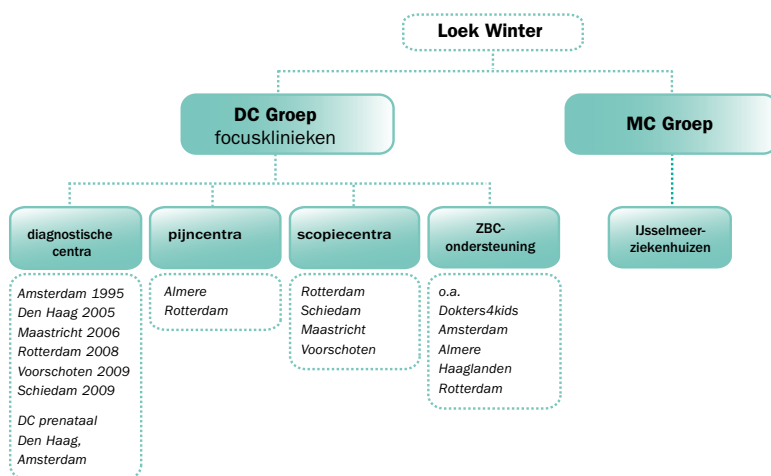 Loek Winter
DC Groep
focusklinieken
MC Groep
diagnostische
centra
pijncentra
scopiecentra
ZBC-
ondersteuning
IJsselmeer-
ziekenhuizen
Amsterdam 1995
Den Haag 2005
Maastricht 2006
Rotterdam 2008
Voorschoten 2009
Schiedam 2009
DC prenataal
Den Haag,
Amsterdam
Almere
Rotterdam
Rotterdam
Schiedam
Maastricht
Voorschoten
o.a.
Dokters4kids
Amsterdam
Almere
Haaglanden
Rotterdam